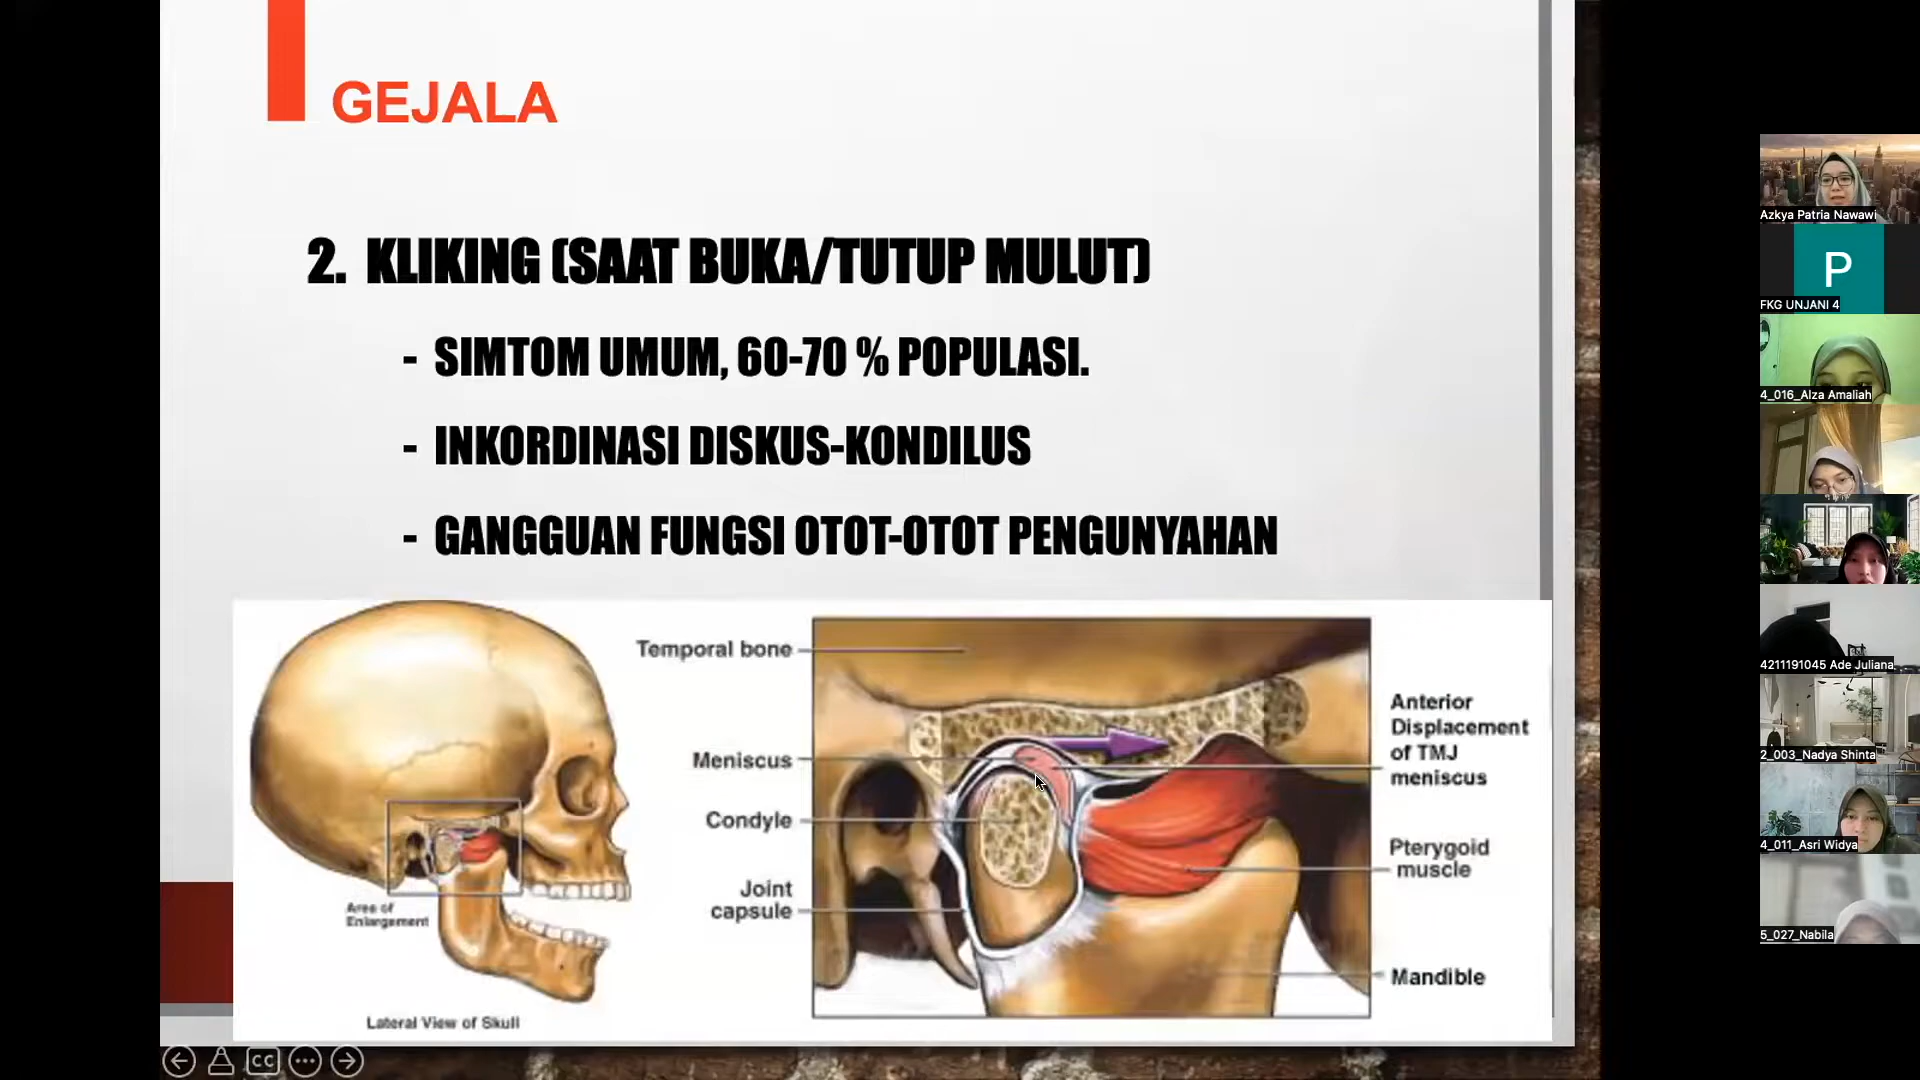 GEJALA
2. KLIKING (SAAT BUKA/TUTUP MULUT)
- SIMTOM UMUM, 60-70 % POPULASI.
- INKORDINASI DISKUS-KONDILUS
- GANGGUAN FUNGSI OTOT-OTOT PENGUNYAHAN
Area of
Enlargement
Lateral View of Skull
Temporal bone
Meniscus
Condyle
Joint
capsule
Anterior
Displacement
of TMJ
meniscus
Pterygoid
muscle
Mandible
CC
Azkya Patria Nawawi
P
FKG UNJANI 4
4_016_Alza Amaliah
4211191045 Ade Juliana
2_003_Nadya Shinta
4_011_Asri Widya
5_027_Nabila